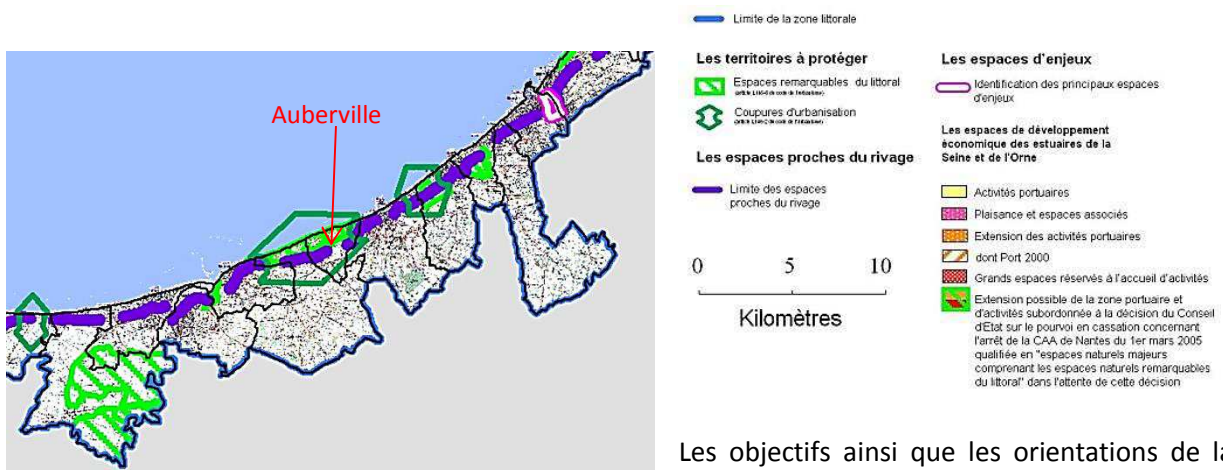 Auberville
Limite de la zone littorale
Les territoires à protéger
Espaces remarquables du littoral
Coupures d'urbanisation
Les espaces proches du rivage
Limite des espaces
proches du rivage
0 5 10
Kilomètres
Les espaces d'enjeux
Identification des principaux espaces
d'enjeux
Les espaces de développement
économique des estuaires de la
Seine et de l'Orne
Activités portuaires
Plaisance et espaces associés
Extension des activités portuaires
dont Port 2000
Grands espaces réservés à l'accueil d'activités
Extension possible de la zone portuaire et
d'activités subordonnée à la décision du Conseil
d'Etat sur le pourvoi en cassation concernant
l'arrêt de la CAA de Nantes du 1er mars 2005
qualifiée en "espaces naturels majeurs
comprenant les espaces naturels remarquables
du littoral" dans l'attente de cette décision
Les objectifs ainsi que les orientations de la